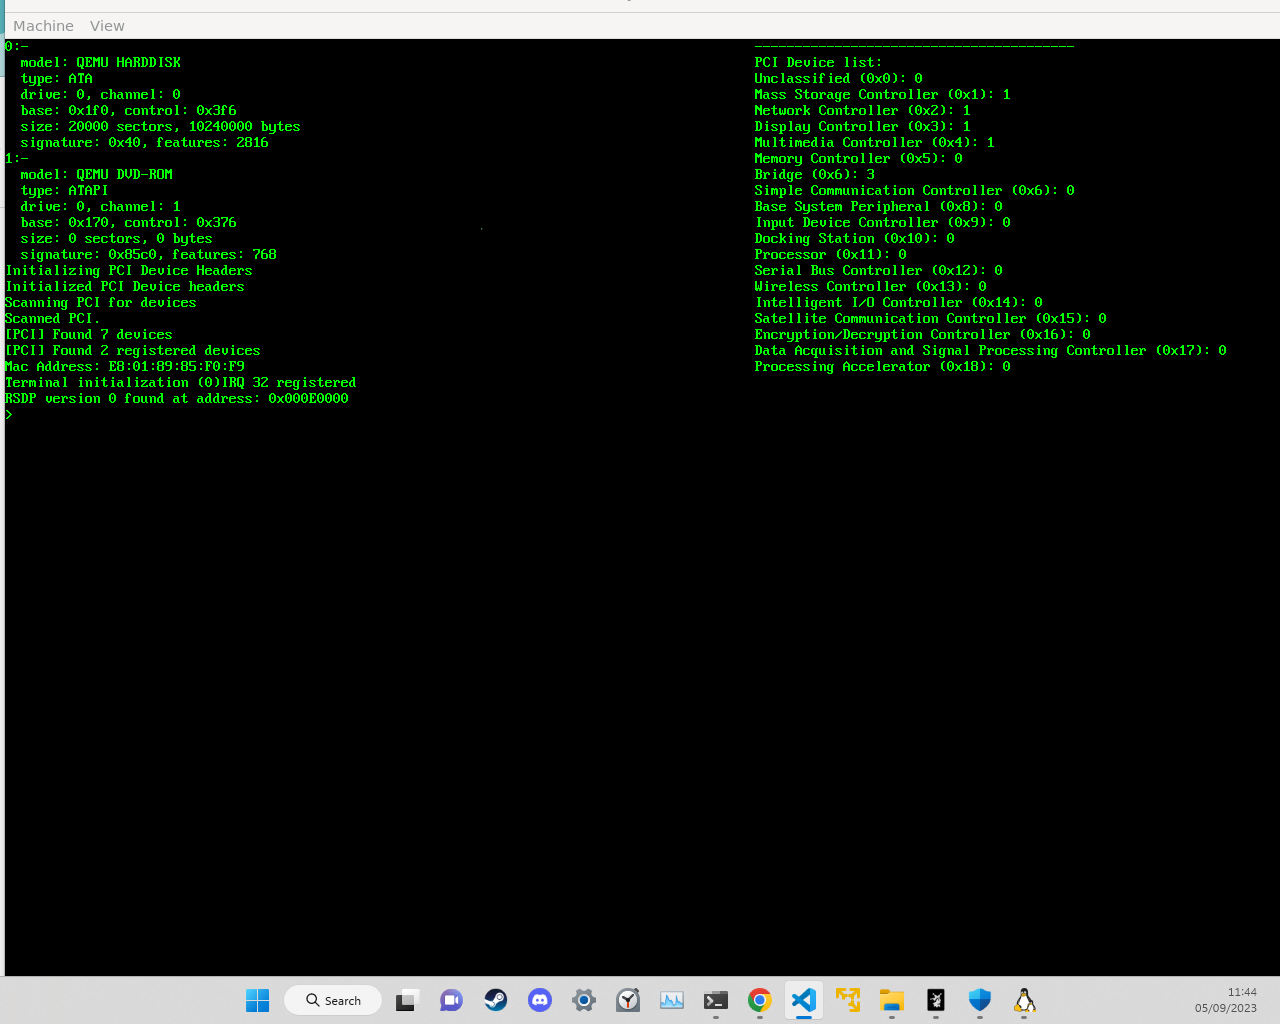 Machine View
0:-
model: QEMU HARDDISK
type: ATA
drive: 0, channel: 0
base: 0x1f0, control: 0x3f6
size: 20000 sectors, 10240000 bytes
signature: 0x40, features: 2816
1:-
model: QEMU DVD-ROM
type: ATAPI
drive: 0, channel: 1
base: 0x170, control: 0x376
size: 0 sectors, 0 bytes
signature: 0x85c0, features: 768
Initializing PCI Device Headers
Initialized PCI Device headers
Scanning PCI for devices
Scanned PCI.
[PCI] Found 7 devices
[PCI] Found 2 registered devices
Mac Address: E8:01:89:85:F0:F9
Terminal initialization (0)IRQ 32 registered
RSDP version 0 found at address: 0x000E0000
>
----------------------------------------
PCI Device list:
Unclassified (0x0): 0
Mass Storage Controller (0x1): 1
Network Controller (0x2): 1
Display Controller (0x3): 1
Multimedia Controller (0x4): 1
Memory Controller (0x5): 0
Bridge (0x6): 3
Simple Communication Controller (0x6): 0
Base System Peripheral (0x8): 0
Input Device Controller (0x9): 0
Docking Station (0x10): 0
Processor (0x11): 0
Serial Bus Controller (0x12): 0
Wireless Controller (0x13): 0
Intelligent I/O Controller (0x14): 0
Satellite Communication Controller (0x15): 0
Encryption/Decryption Controller (0x16): 0
Data Acquisition and Signal Processing Controller (0x17): 0
Processing Accelerator (0x18): 0
Search
11:44
05/09/2023